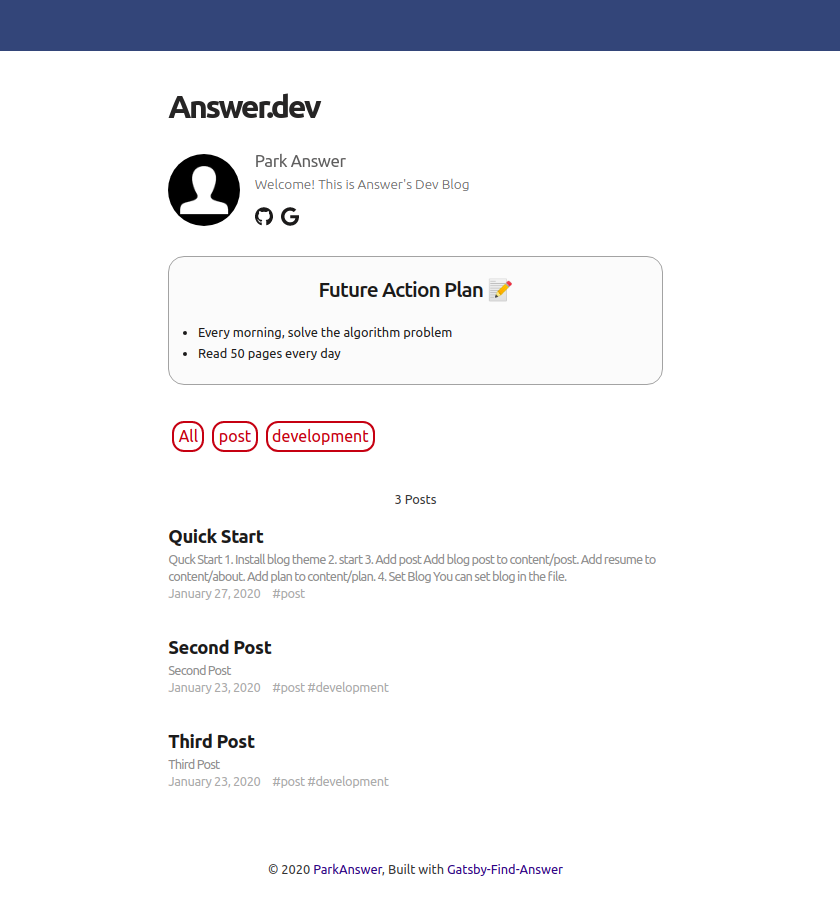 Answer.dev
Park Answer
Welcome! This is Answer's Dev Blog
Future Action Plan 📝
• Every morning, solve the algorithm problem
• Read 50 pages every day
All post development
3 Posts
Quick Start
Quck Start 1. Install blog theme 2. start 3. Add post Add blog post to content/post. Add resume to
content/about. Add plan to content/plan. 4. Set Blog You can set blog in the file.
January 27, 2020 #post
Second Post
Second Post
January 23, 2020 #post #development
Third Post
Third Post
January 23, 2020 #post #development
© 2020 ParkAnswer, Built with Gatsby-Find-Answer